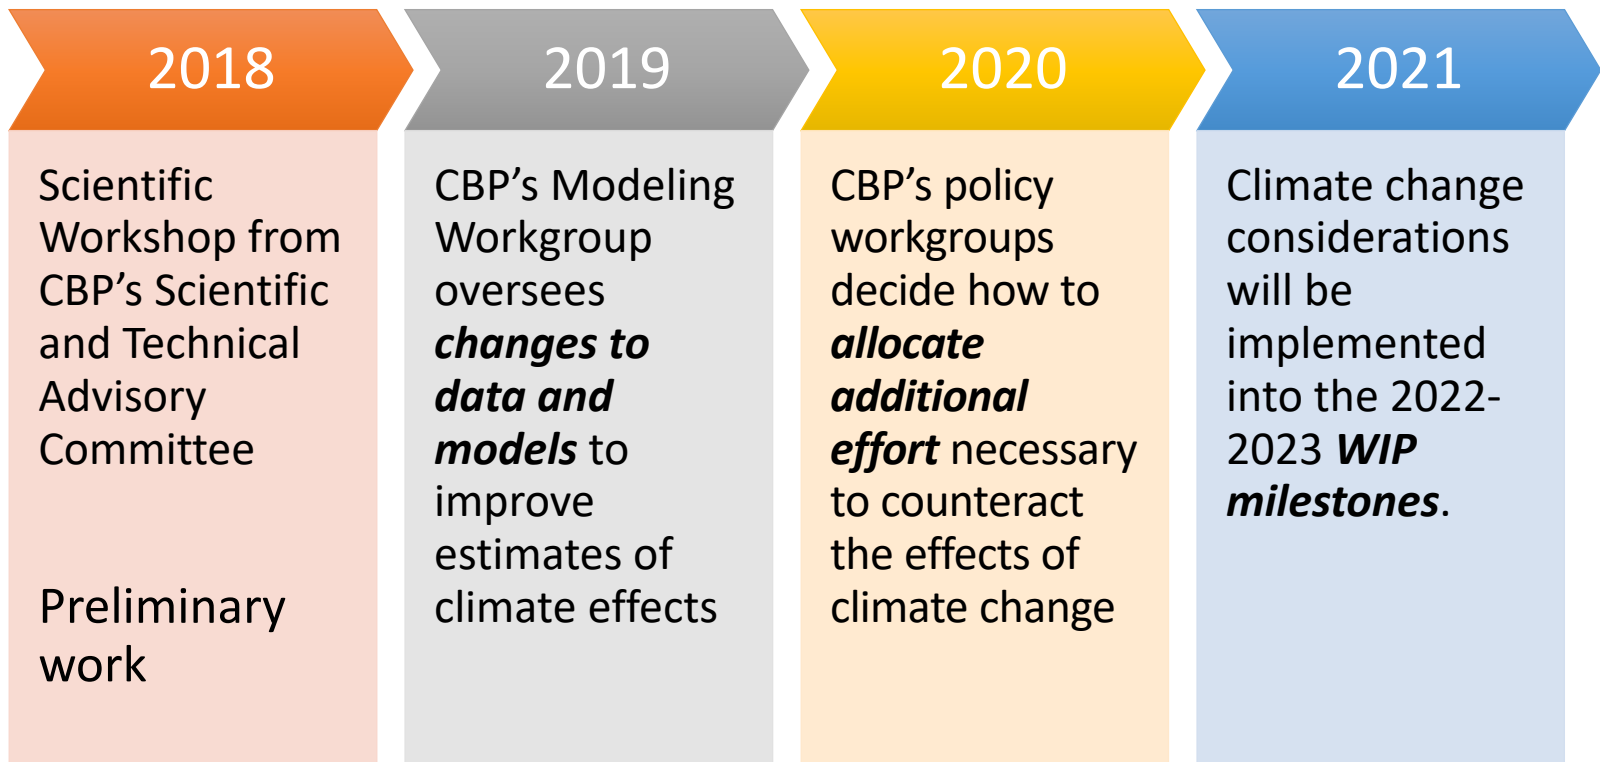 2018
Scientific
Workshop from
CBP’s Scientific
and Technical
Advisory
Committee
Preliminary
work
2019
CBP’s Modeling
Workgroup
oversees
changes to
data and
models to
improve
estimates of
climate effects
2020
CBP’s policy
workgroups
decide how to
allocate
additional
effort necessary
to counteract
the effects of
climate change
2021
Climate change
considerations
will be
implemented
into the 2022-
2023 WIP
milestones.